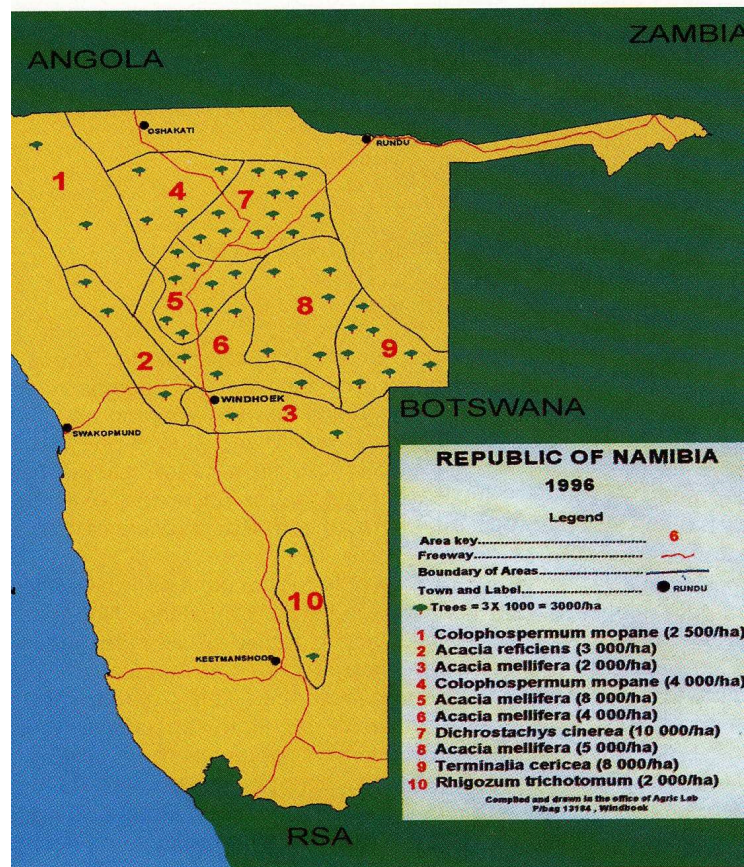 ZAMBIA
ANGOLA
OSHAKATI
RUNDU
1
4
7
5
8
2
6
9
WINDHOEK
3
BOTSWANA
SWAKOPMUND
REPUBLIC OF NAMIBIA
1996
Legend
Area key.................................... 6
Freeway....................................
Boundary of Areas......................
Town and Label.......................... RUNDU
Trees = 3 X 1000 = 3000/ha
10
KEETMANSHOOP
1 Colophospermum mopane (2 500/ha)
2 Acacia reficiens (3 000/ha)
3 Acacia mellifera (2 000/ha)
4 Colophospermum mopane (4 000/ha)
5 Acacia mellifera (8 000/ha)
6 Acacia mellifera (4 000/ha)
7 Dichrostachys cinerea (10 000/ha)
8 Acacia mellifera (5 000/ha)
9 Terminalia cericea (8 000/ha)
10 Rhigozum trichotomum (2 000/ha)
Compiled and drawn in the office of Agric Lab
P/bag 13184 , Windhoek
RSA